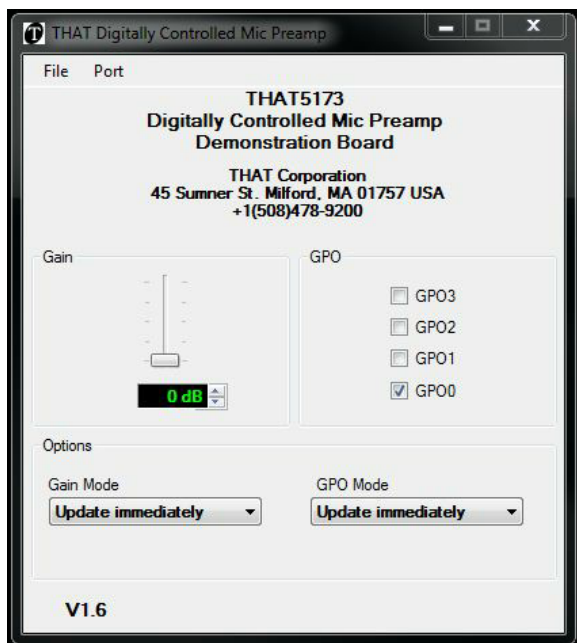 THAT Digitally Controlled Mic Preamp
File Port
THAT5173
Digitally Controlled Mic Preamp
Demonstration Board
THAT Corporation
45 Sumner St. Milford, MA 01757 USA
+1(508)478-9200
Gain
GPO
GPO3
GPO2
GPO1
GPO0
0 dB
Options
Gain Mode
GPO Mode
Update immediately
Update immediately
V1.6